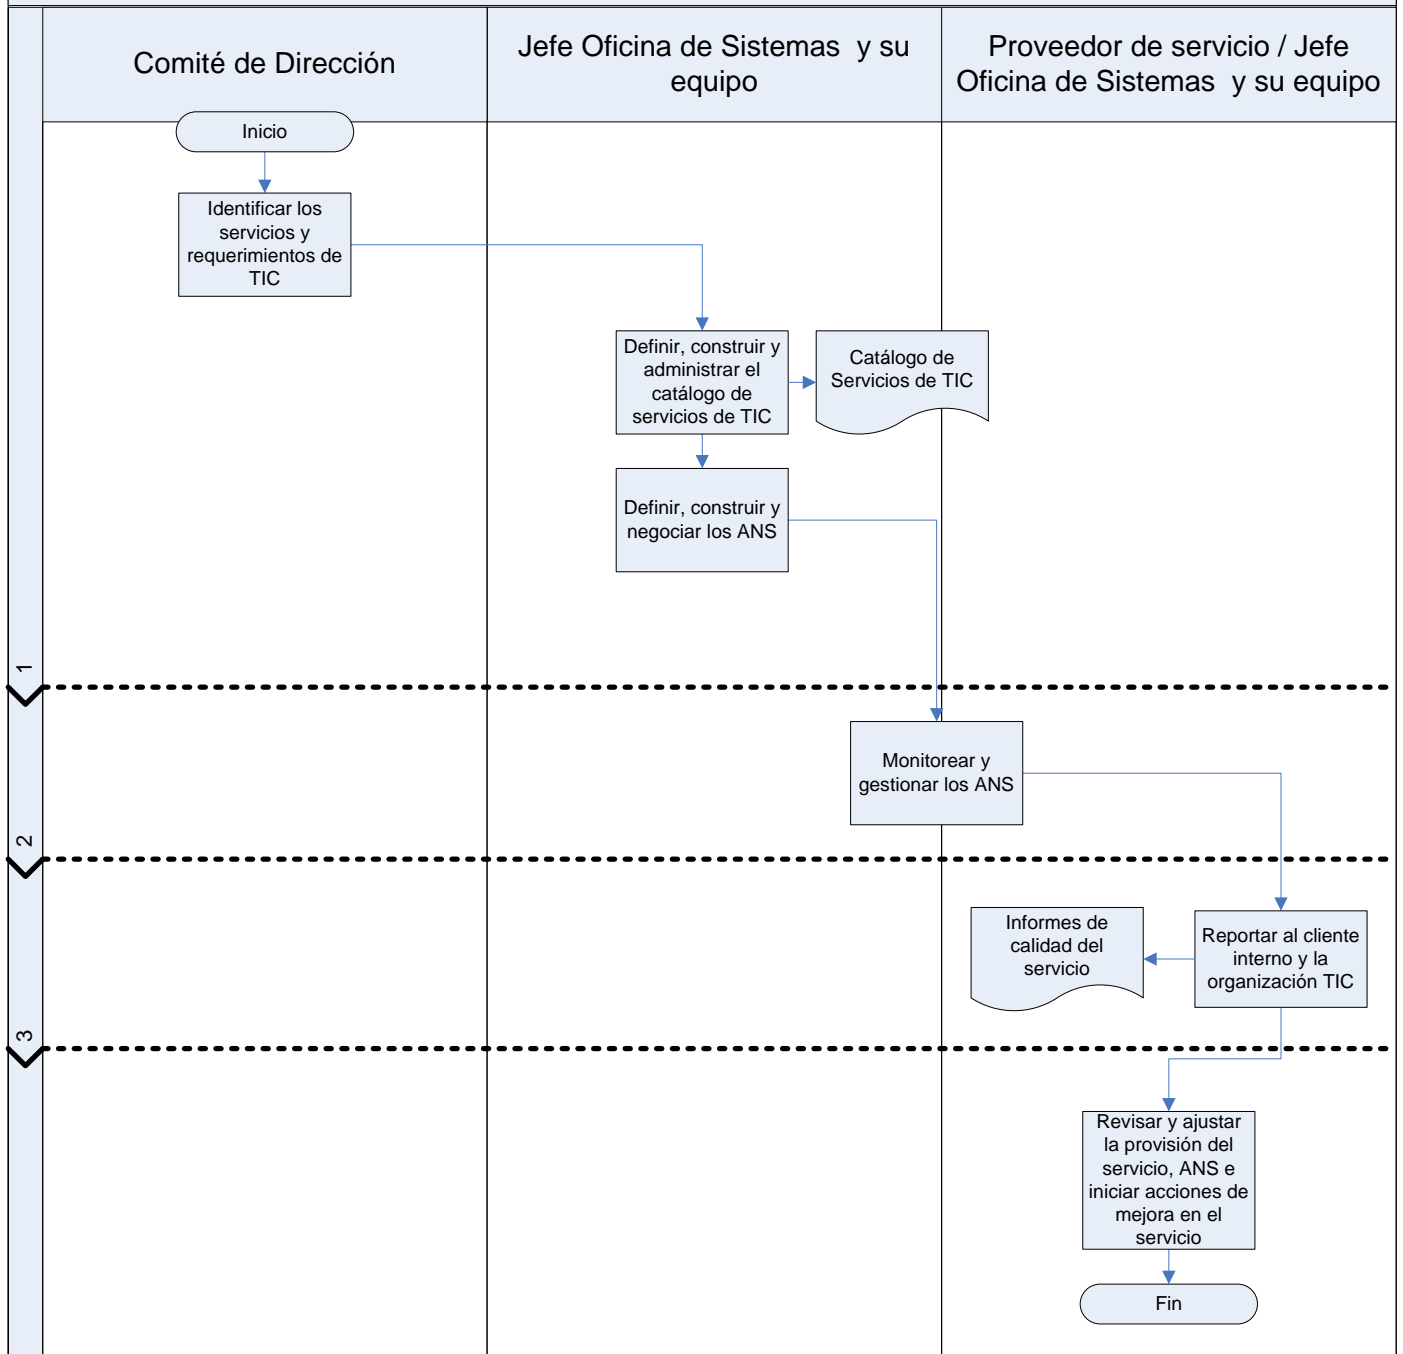 Comité de Dirección
Jefe Oficina de Sistemas y su
equipo
Proveedor de servicio / Jefe
Oficina de Sistemas y su equipo
Inicio
Identificar los
servicios y
requerimientos de
TIC
Definir, construir y
administrar el
catálogo de
servicios de TIC
Catálogo de
Servicios de TIC
Definir, construir y
negociar los ANS
1
Monitorear y
gestionar los ANS
2
Informes de
calidad del
servicio
Reportar al cliente
interno y la
organización TIC
3
Revisar y ajustar
la provisión del
servicio, ANS e
iniciar acciones de
mejora en el
servicio
Fin